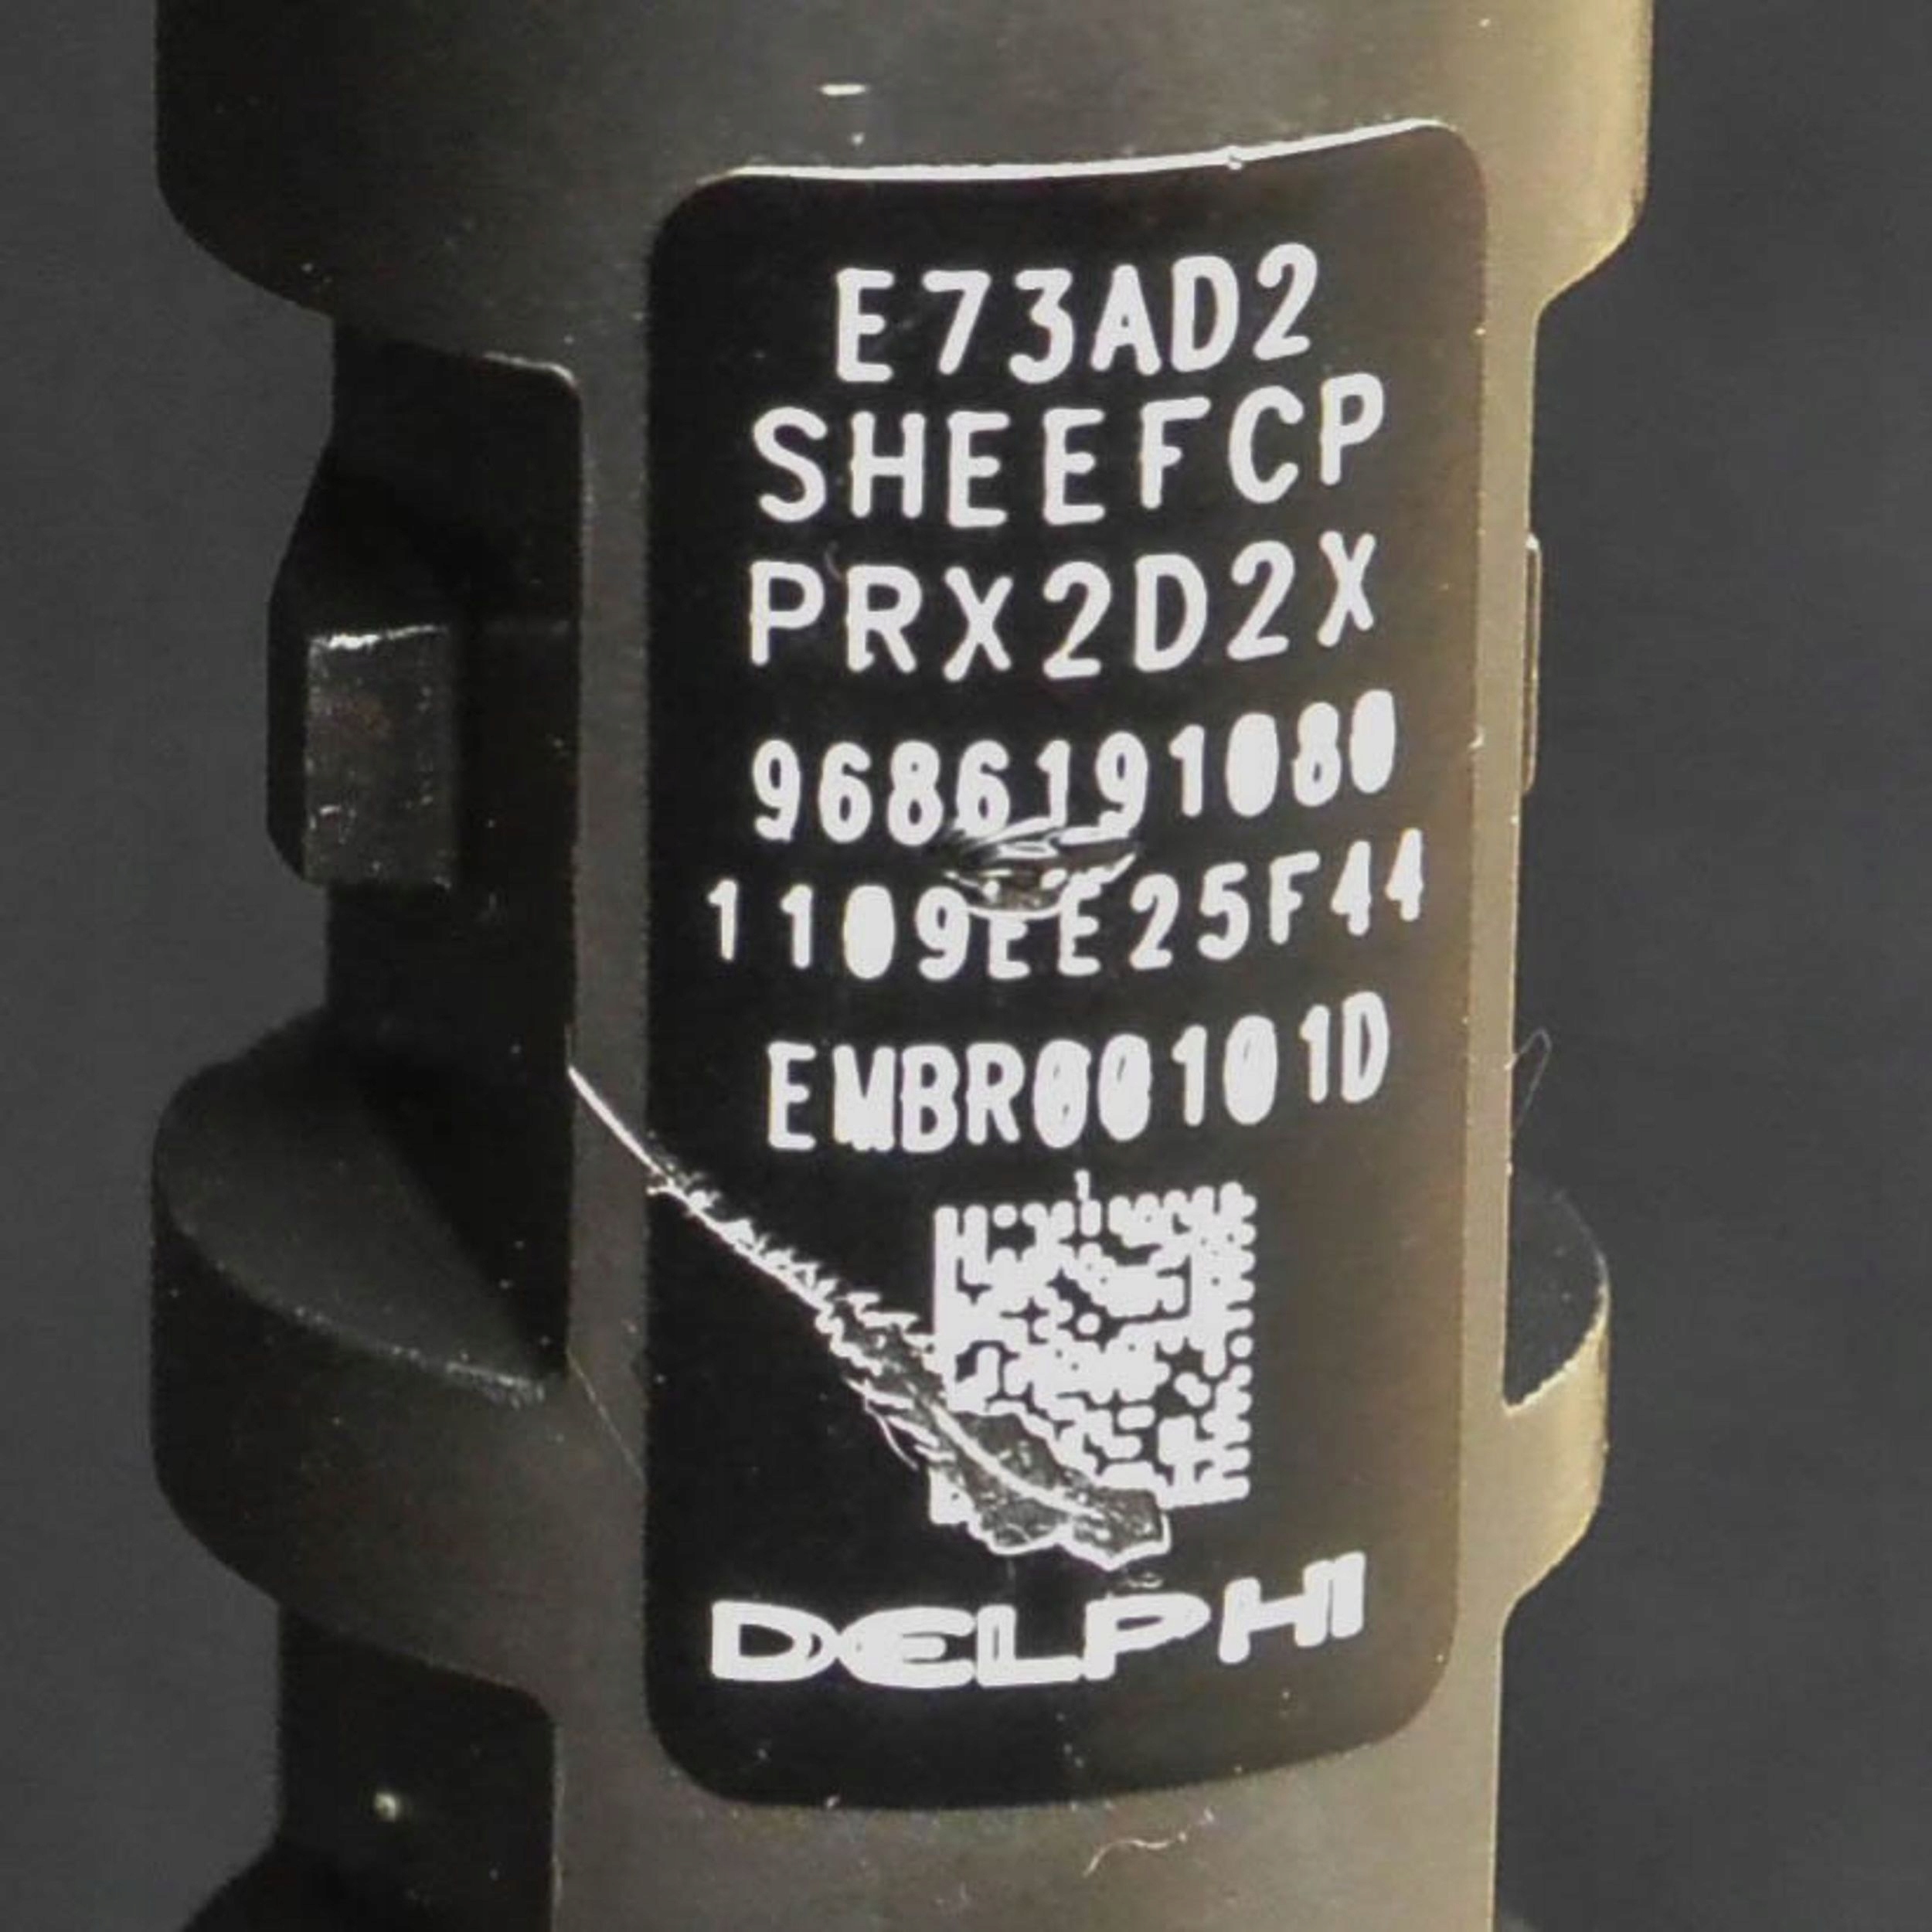 E73AD2
SHEEFCP
PRX2D2X
9686191080
1109EE25F44
EMBR00101D
DELPHI